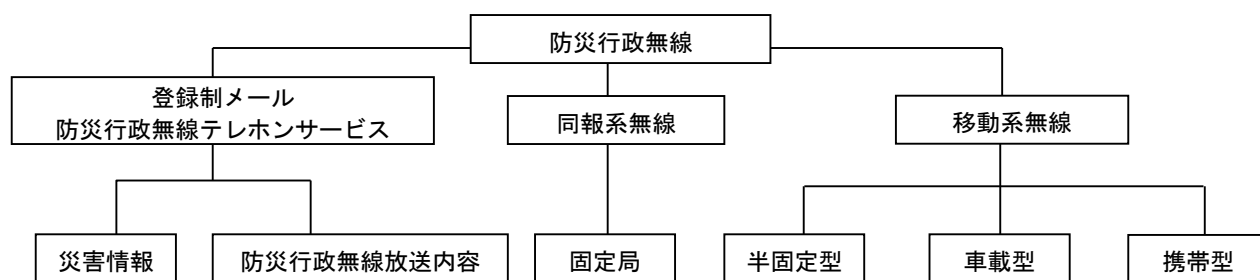 防災行政無線
登録制メール
防災行政無線テレホンサービス
同報系無線
移動系無線
災害情報
防災行政無線放送内容
固定局
半固定型
車載型
携帯型